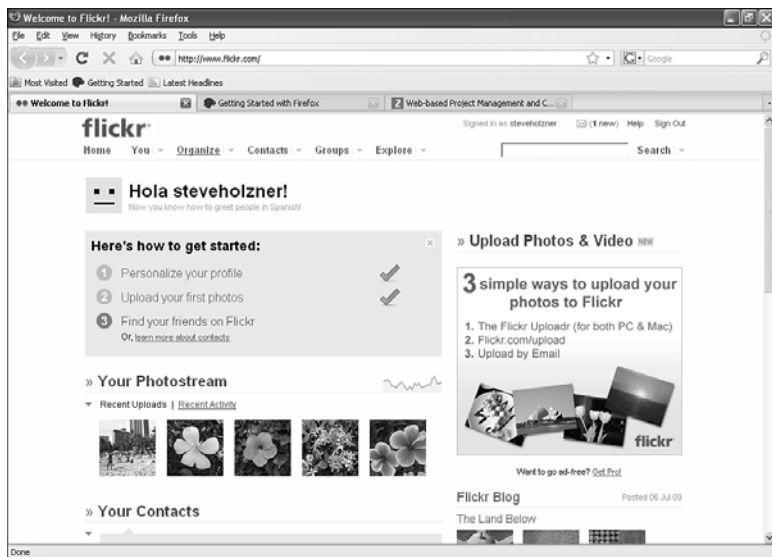 Welcome to Flickr! - Mozilla Firefox
File Edit View History Bookmarks Tools Help
http://www.flickr.com/
Google
Most Visited Getting Started Latest Headlines
Welcome to Flickr!
Getting Started with Firefox
Web-based Project Management and C...
flickr
Signed in as steveholzner (1 new) Help Sign Out
Home You Organize Contacts Groups Explore
Search
Hola steveholzner!
Now you know how to greet people in Spanish!
Here's how to get started:
1 Personalize your profile
2 Upload your first photos
3 Find your friends on Flickr
Or, learn more about contacts
» Your Photostream
Recent Uploads | Recent Activity
» Your Contacts
» Upload Photos & Video NEW
3 simple ways to upload your
photos to Flickr
1. The Flickr Uploadr (for both PC & Mac)
2. Flickr.com/upload
3. Upload by Email
flickr
Want to go ad-free? Get Pro!
Flickr Blog Posted 06 Jul 09
The Land Below
Done